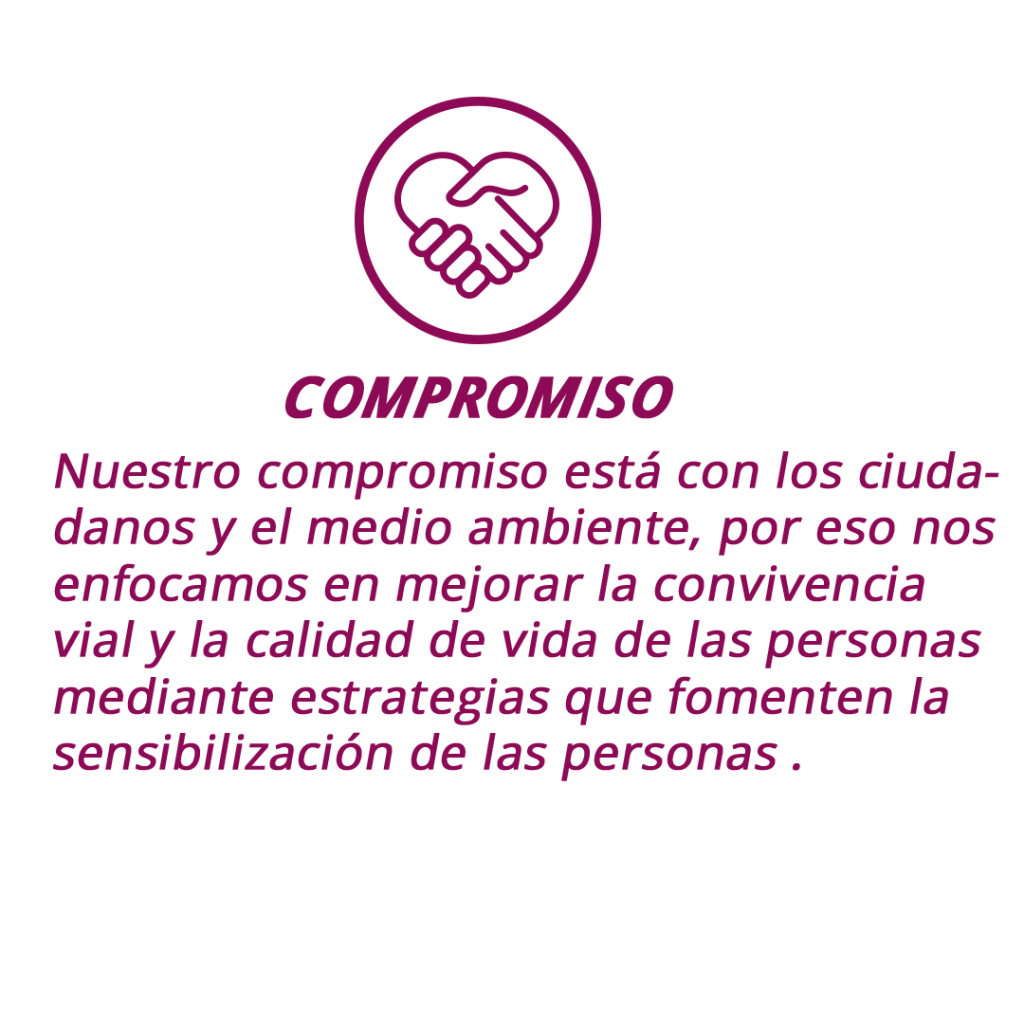 COMPROMISO
Nuestro compromiso está con los ciuda-
danos y el medio ambiente, por eso nos
enfocamos en mejorar la convivencia
vial y la calidad de vida de las personas
mediante estrategias que fomenten la
sensibilización de las personas .